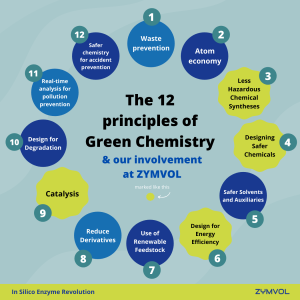 The 12
principles of
Green Chemistry
& our involvement
at ZYMVOL
marked like this
1
Waste
prevention
2
Atom
economy
3
Less
Hazardous
Chemical
Syntheses
4
Designing
Safer
Chemicals
5
Safer Solvents
and Auxiliaries
6
Design for
Energy
Efficiency
7
Use of
Renewable
Feedstock
8
Reduce
Derivatives
9
Catalysis
10
Design for
Degradation
11
Real-time
analysis for
pollution
prevention
12
Safer
chemistry
for accident
prevention
In Silico Enzyme Revolution
ZYMVOL